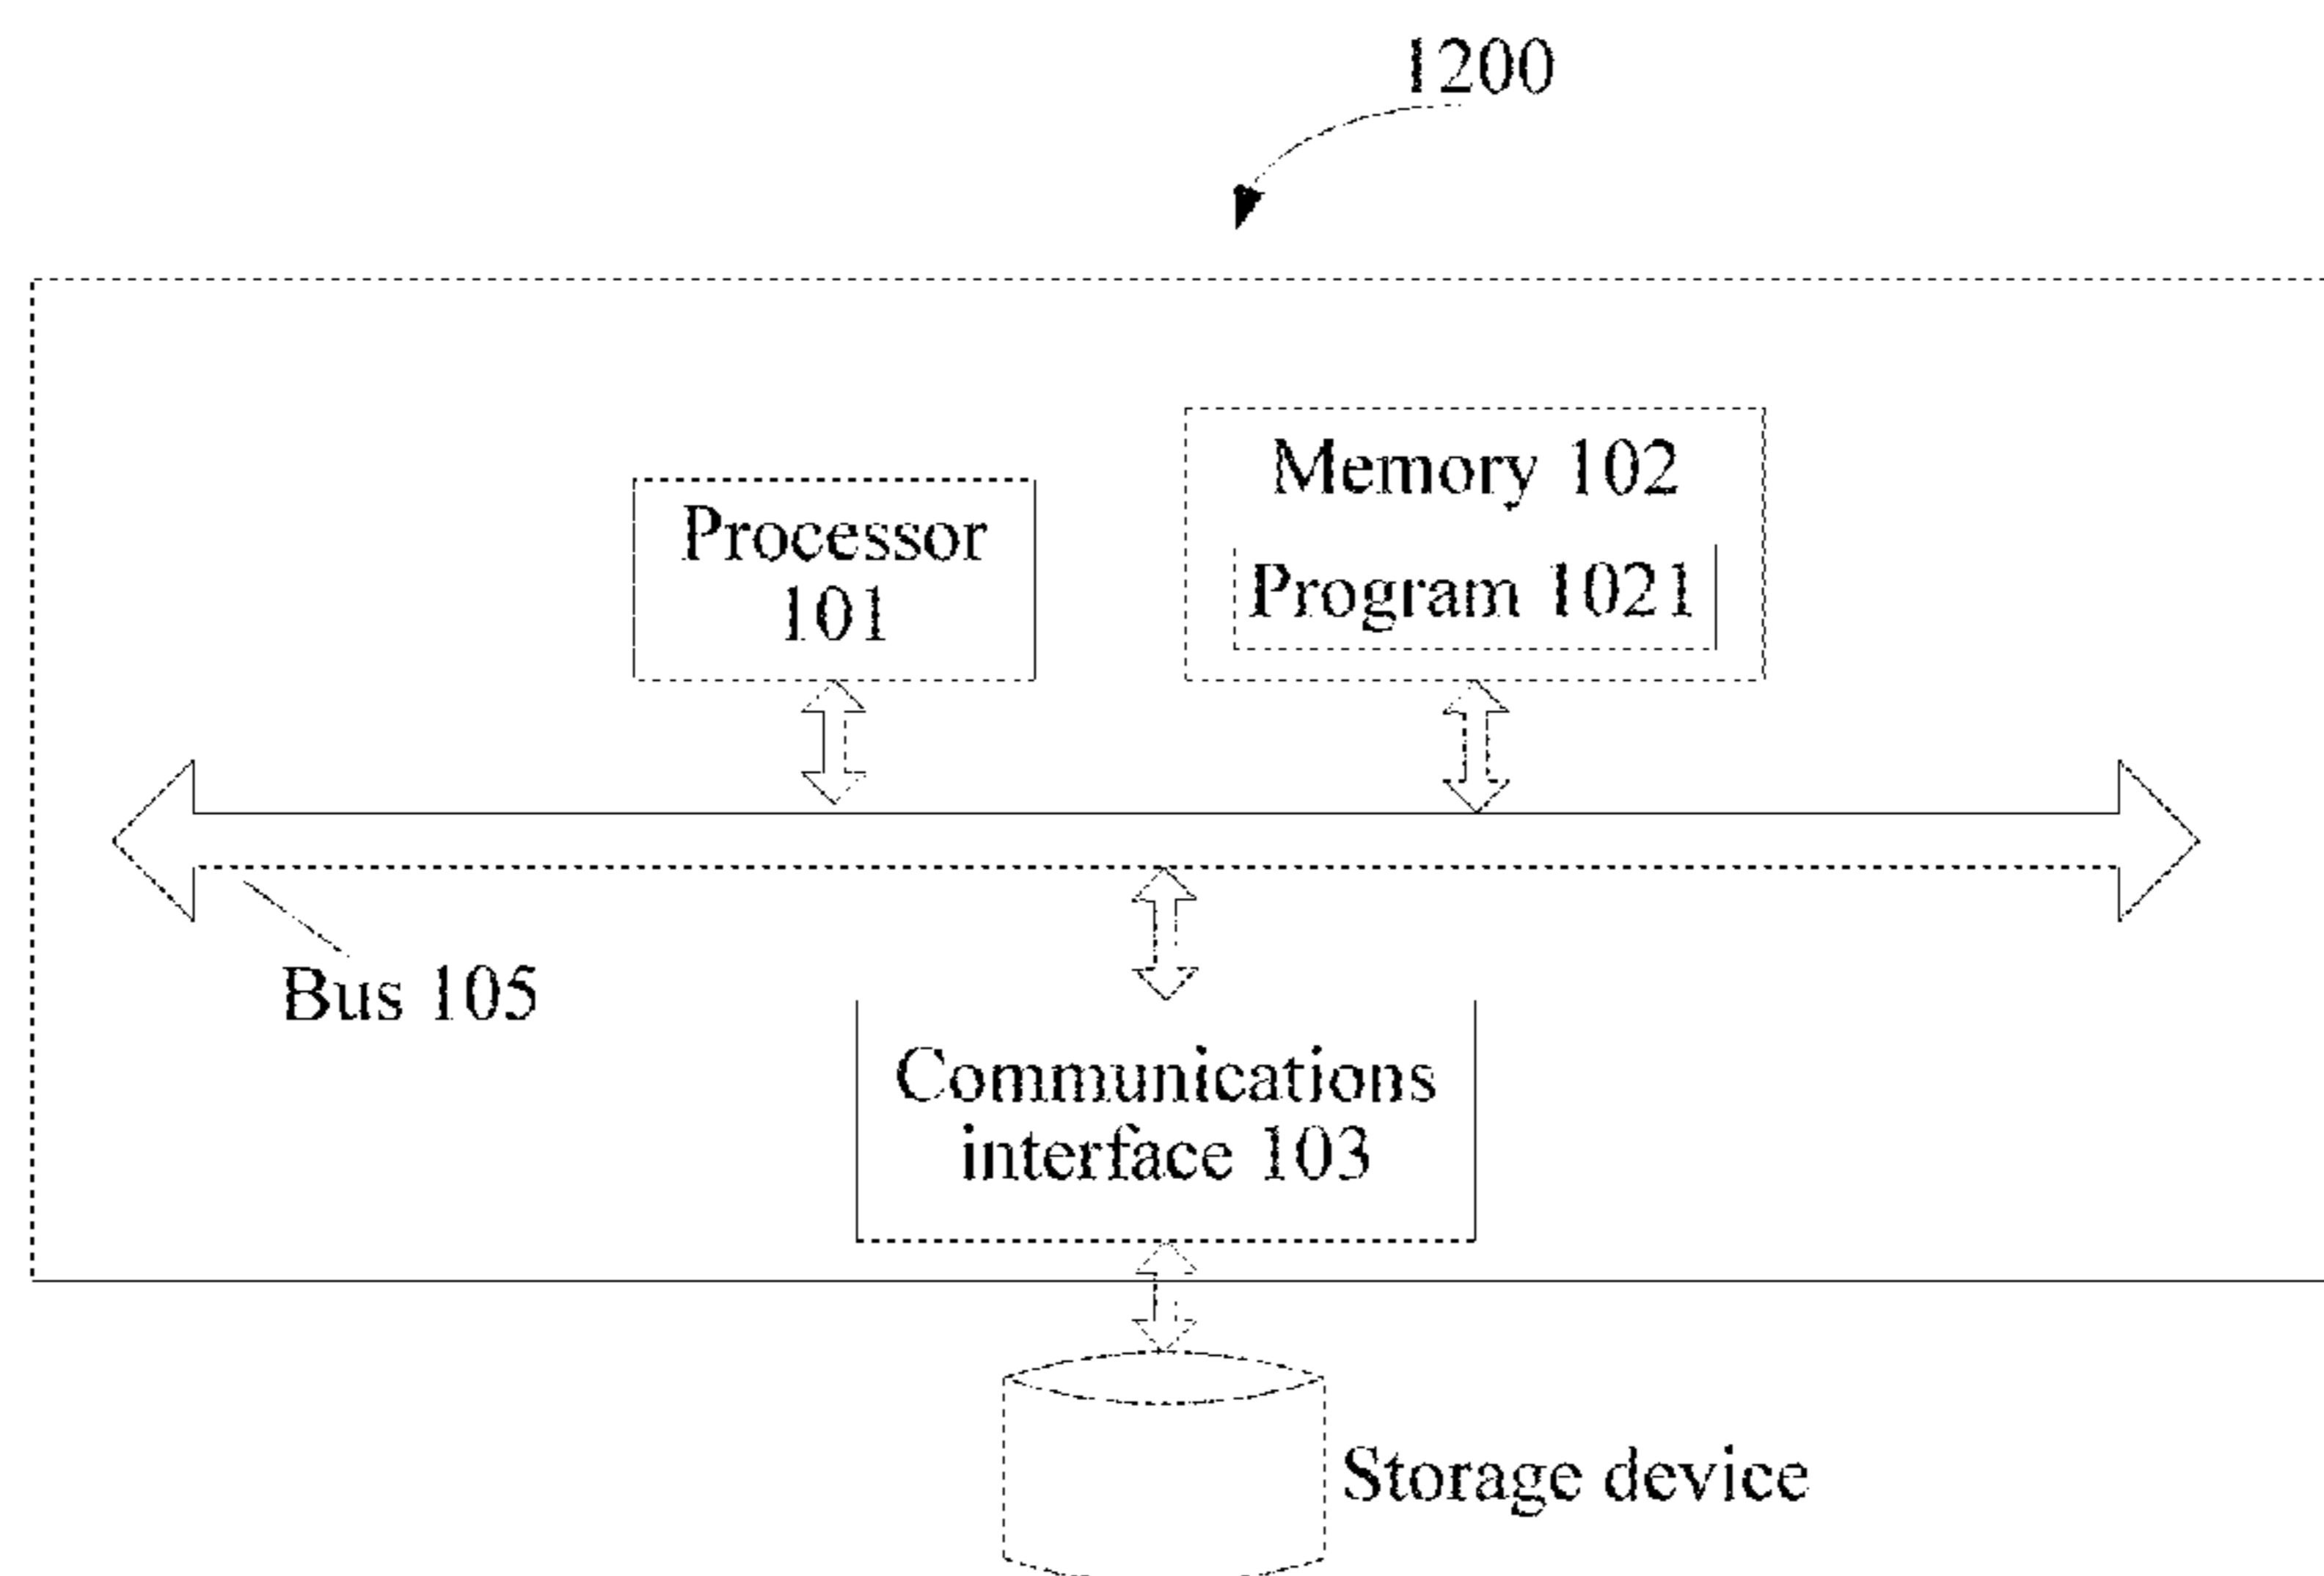 1200
Memory 102
Processor
101
Program 1021
Bus 105
Communications
interface 103
Storage device